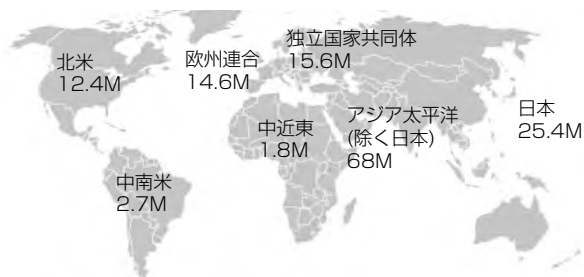 北米
12.4M
欧州連合
14.6M
独立国家共同体
15.6M
中近東
1.8M
アジア太平洋
(除く日本)
68M
日本
25.4M
中南米
2.7M